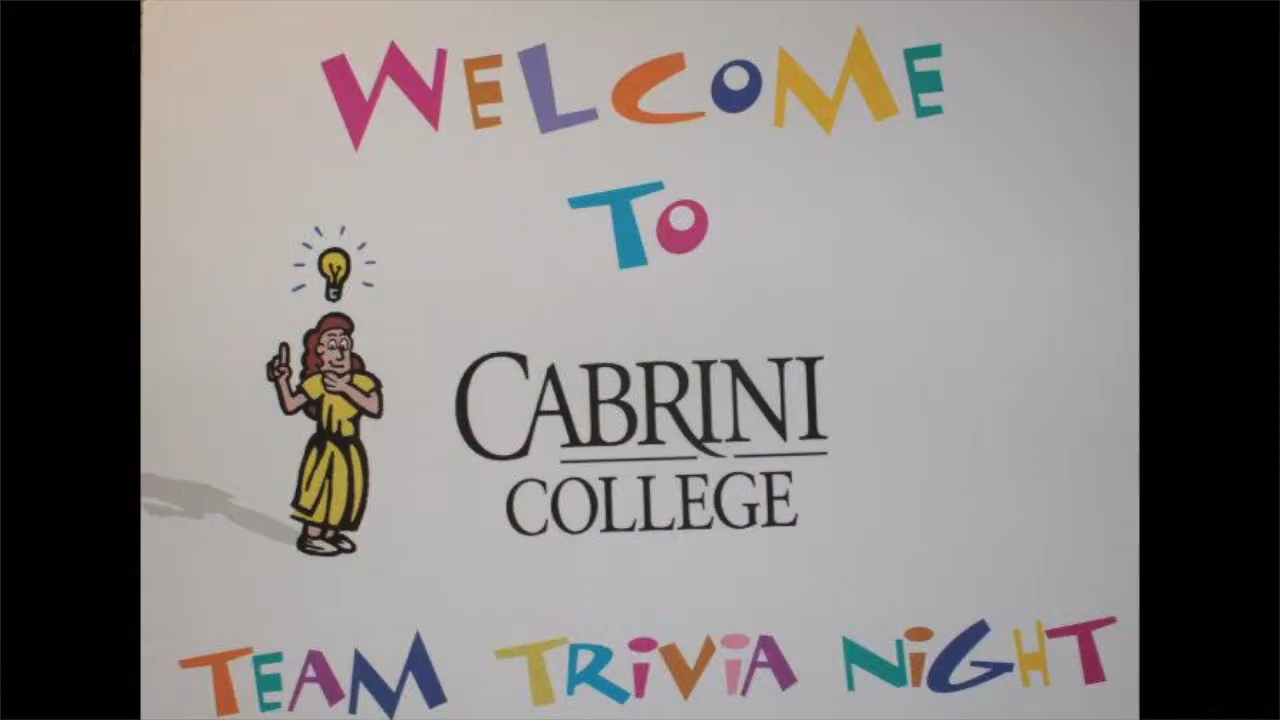 WELCOME
TO
CABRINI
COLLEGE
TEAM TRIVIA NIGHT